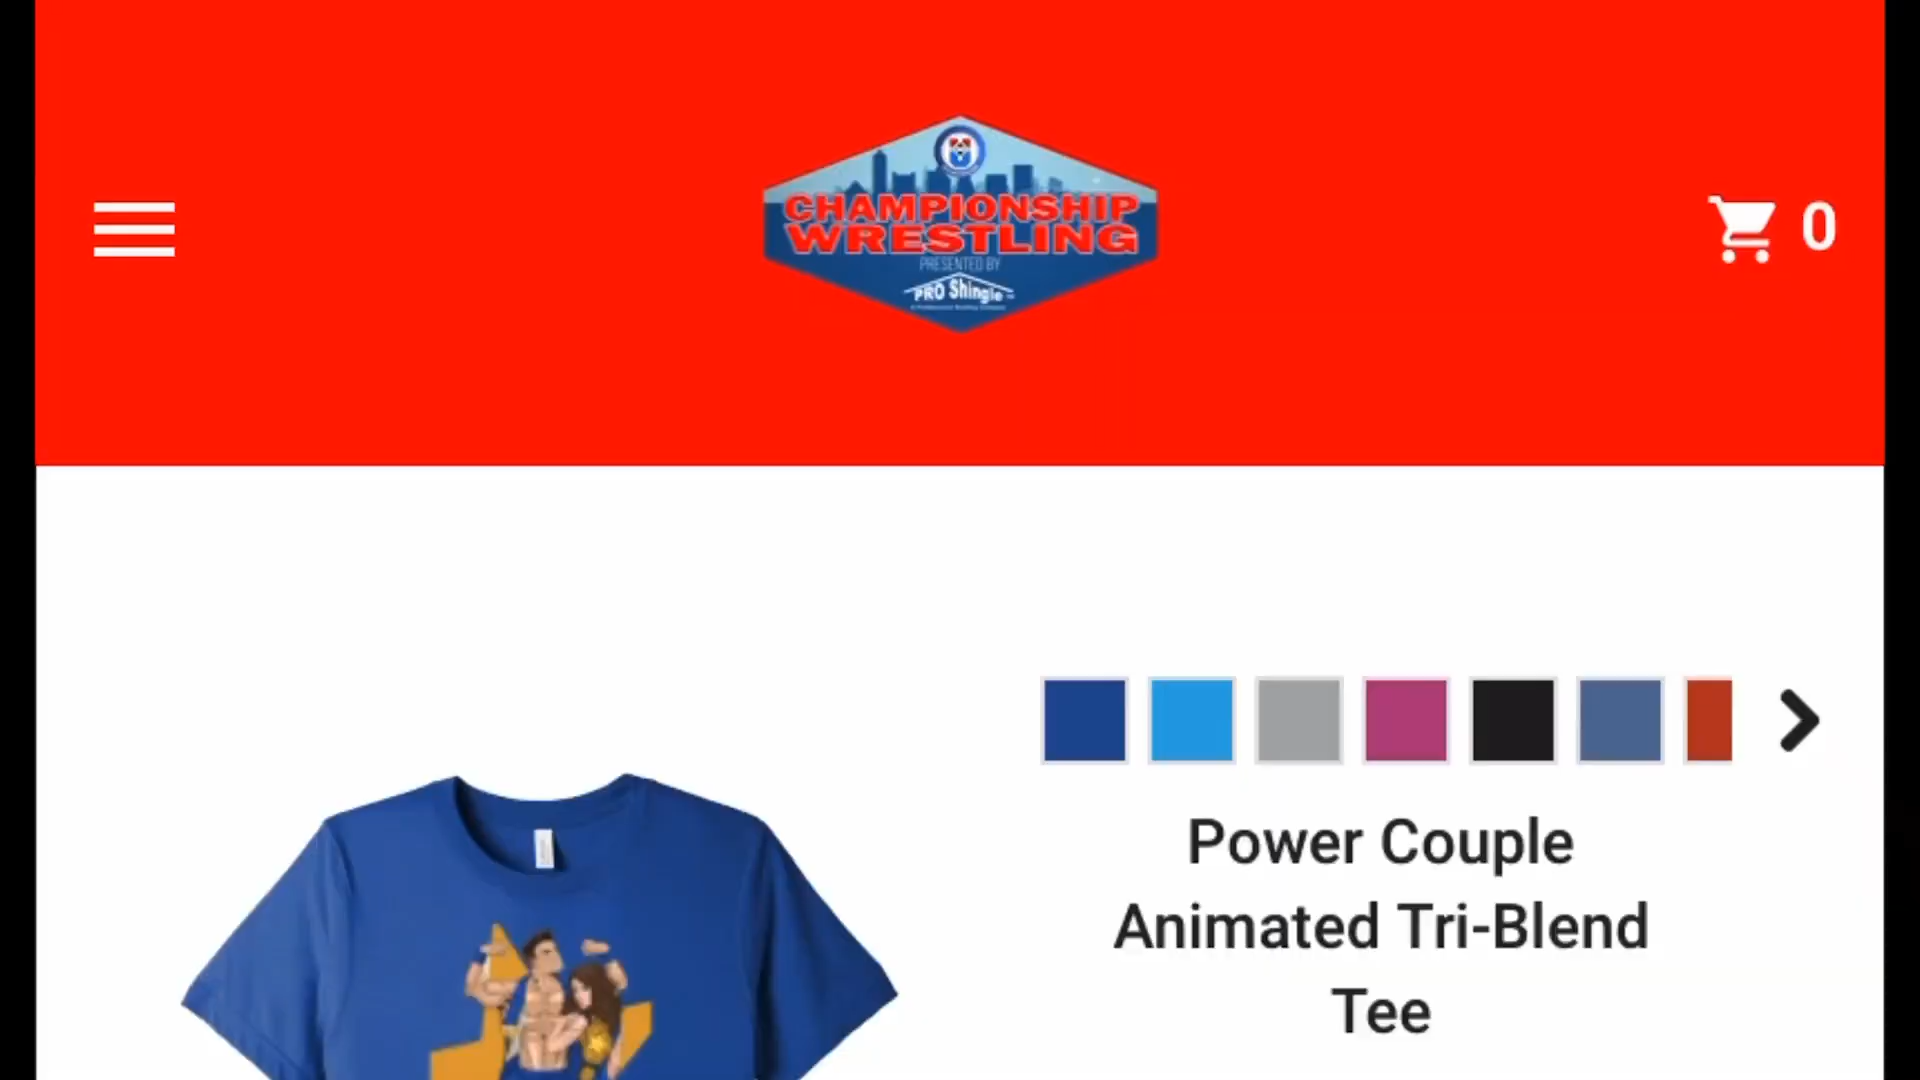 CHAMPIONSHIP
WRESTLING
PRESENTED BY
PRO Shingle
0
Power Couple
Animated Tri-Blend
Tee